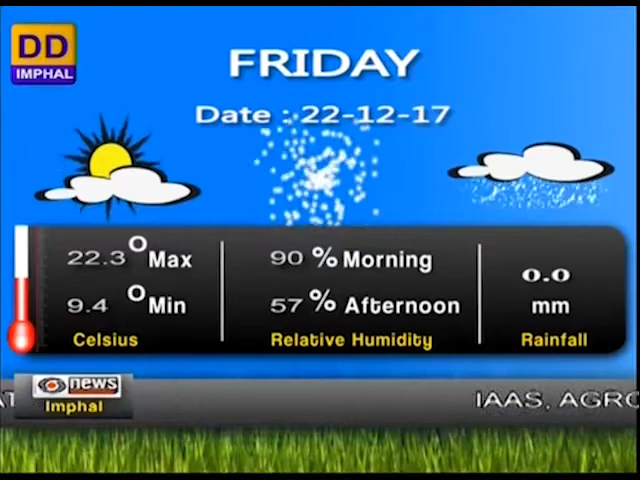 DD
IMPHAL
FRIDAY
Date : 22-12-17
22.3 °Max
9.4 °Min
Celsius
90 % Morning
57 % Afternoon
Relative Humidity
0.0
mm
Rainfall
news
Imphal
IAAS, AGRO